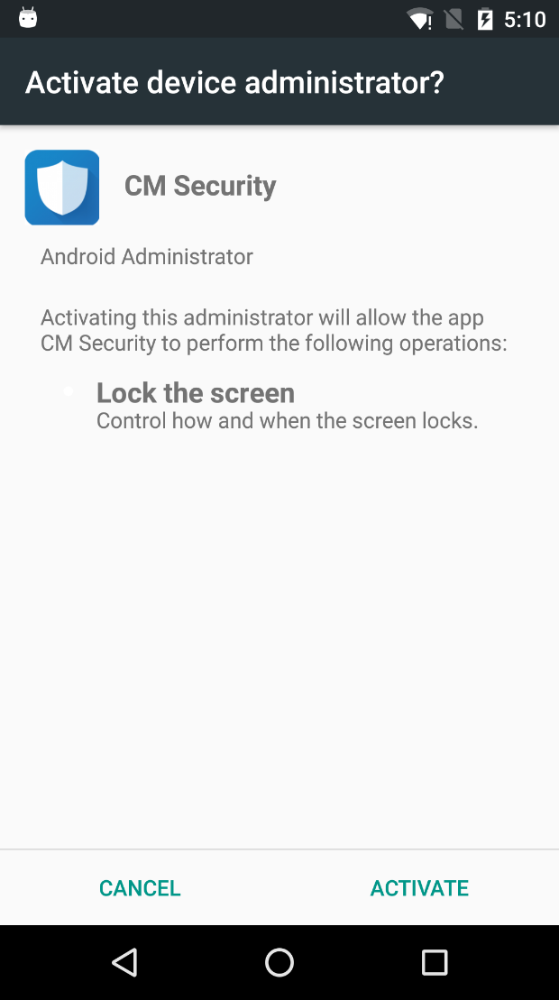 5:10
Activate device administrator?
CM Security
Android Administrator
Activating this administrator will allow the app
CM Security to perform the following operations:
Lock the screen
Control how and when the screen locks.
CANCEL
ACTIVATE